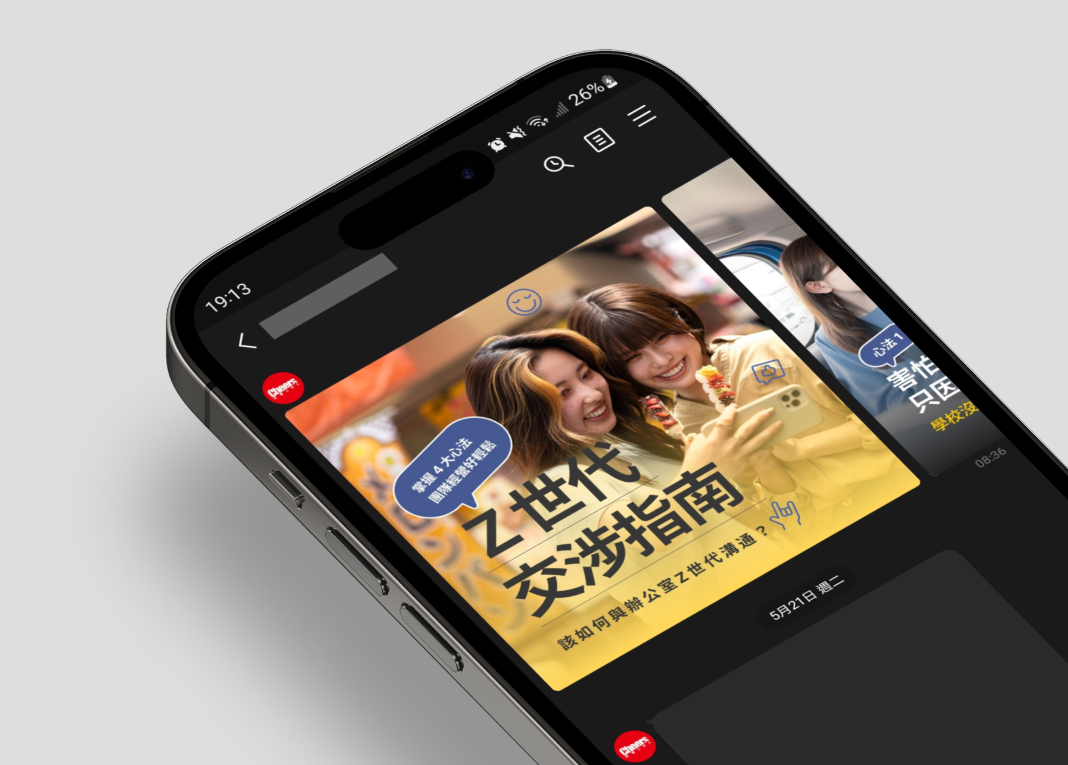 19:13
26%
Cheers
掌握 4 大心法
團隊經營好輕鬆
Z 世代
交涉指南
該如何與辦公室Z世代溝通？
心法 1
害怕
只因
學校沒
08:36
5月21日 週二
Cheers